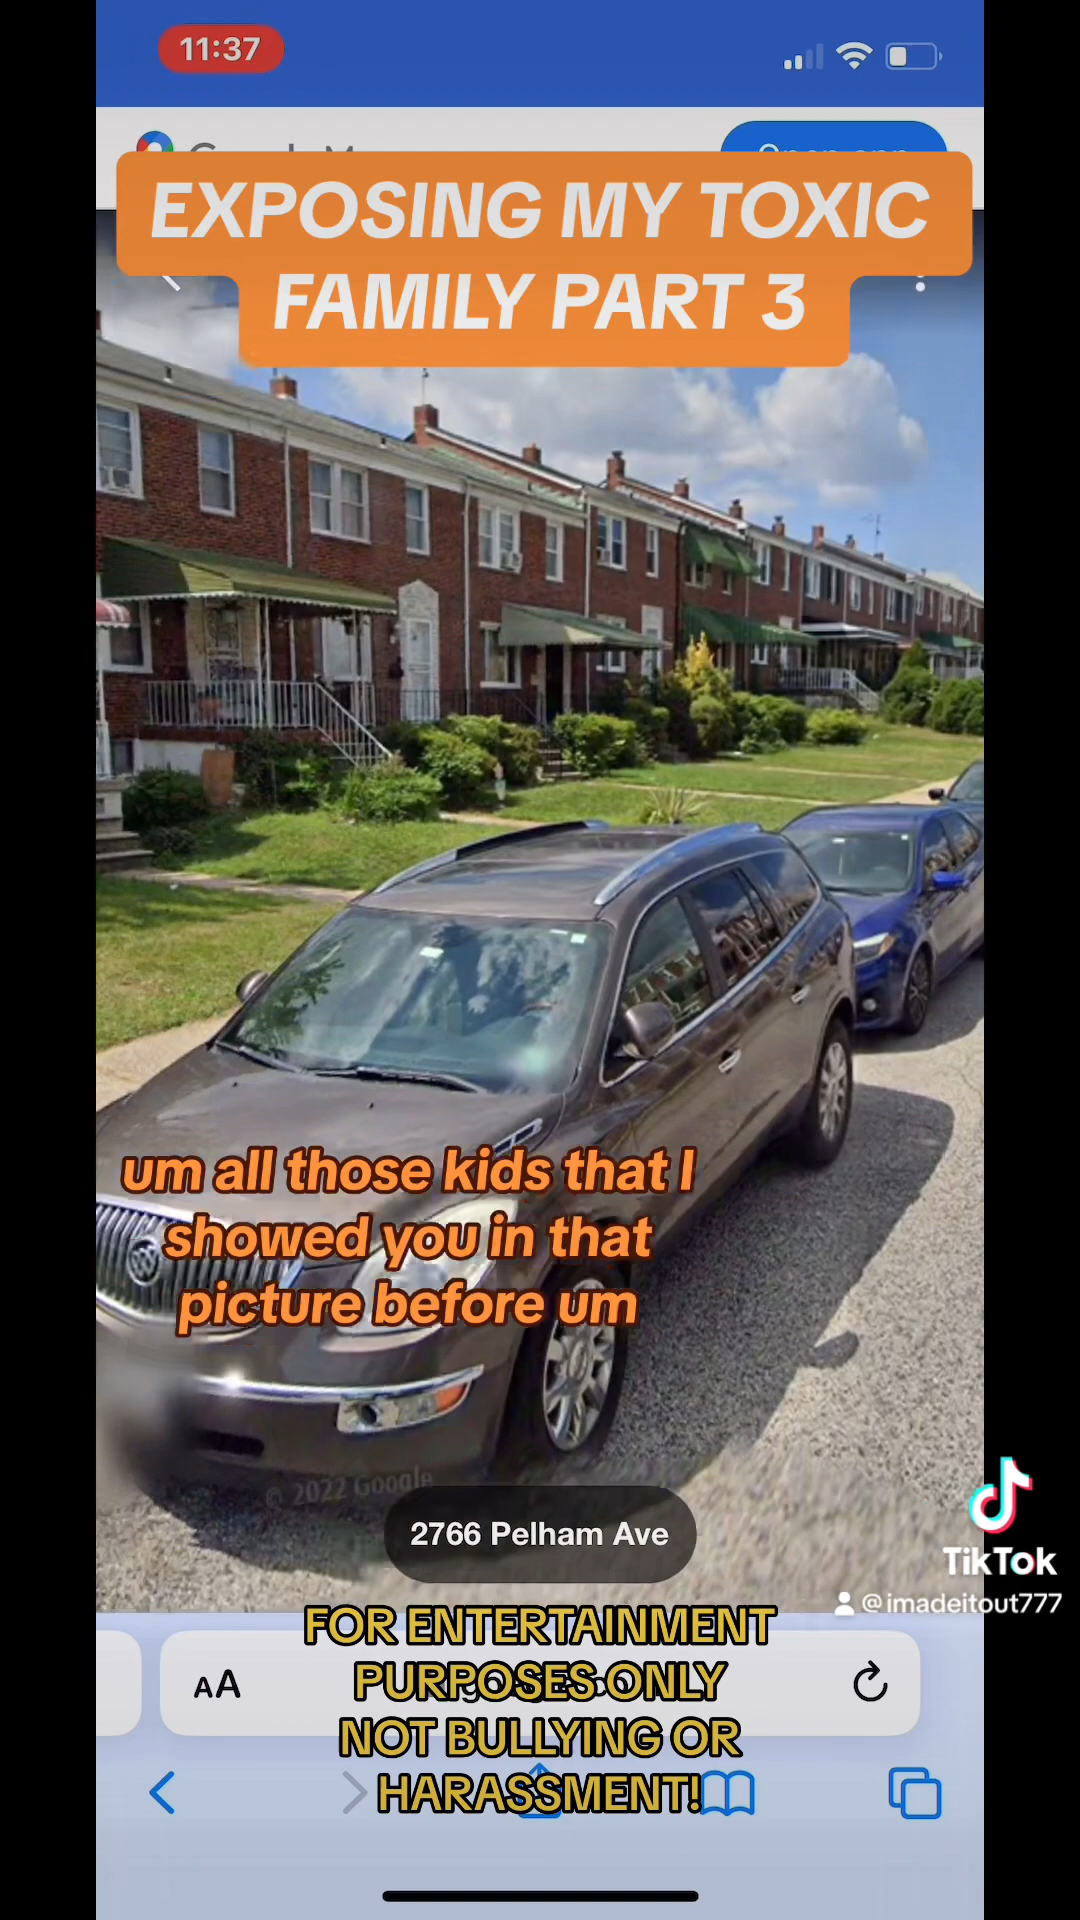 11:37
EXPOSING MY TOXIC
FAMILY PART 3
um all those kids that I
showed you in that
picture before um
© 2022 Google
2766 Pelham Ave
TikTok
@imadeitout777
FOR ENTERTAINMENT
AA
PURPOSES ONLY
NOT BULLYING OR
HARASSMENT!